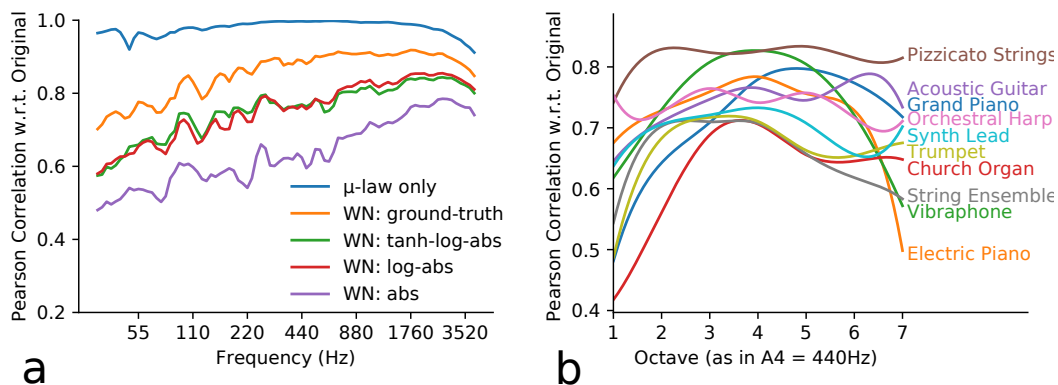 Pearson Correlation w.r.t. Original
1.0
0.8
0.6
0.4
0.2
μ-law only
WN: ground-truth
WN: tanh-log-abs
WN: log-abs
WN: abs
55 110 220 440 880 1760 3520
Frequency (Hz)
a
Pearson Correlation w.r.t. Original
0.8
0.7
0.6
0.5
0.4
Pizzicato Strings
Acoustic Guitar
Grand Piano
Orchestral Harp
Synth Lead
Trumpet
Church Organ
String Ensemble
Vibraphone
Electric Piano
1 2 3 4 5 6 7
Octave (as in A4 = 440Hz)
b